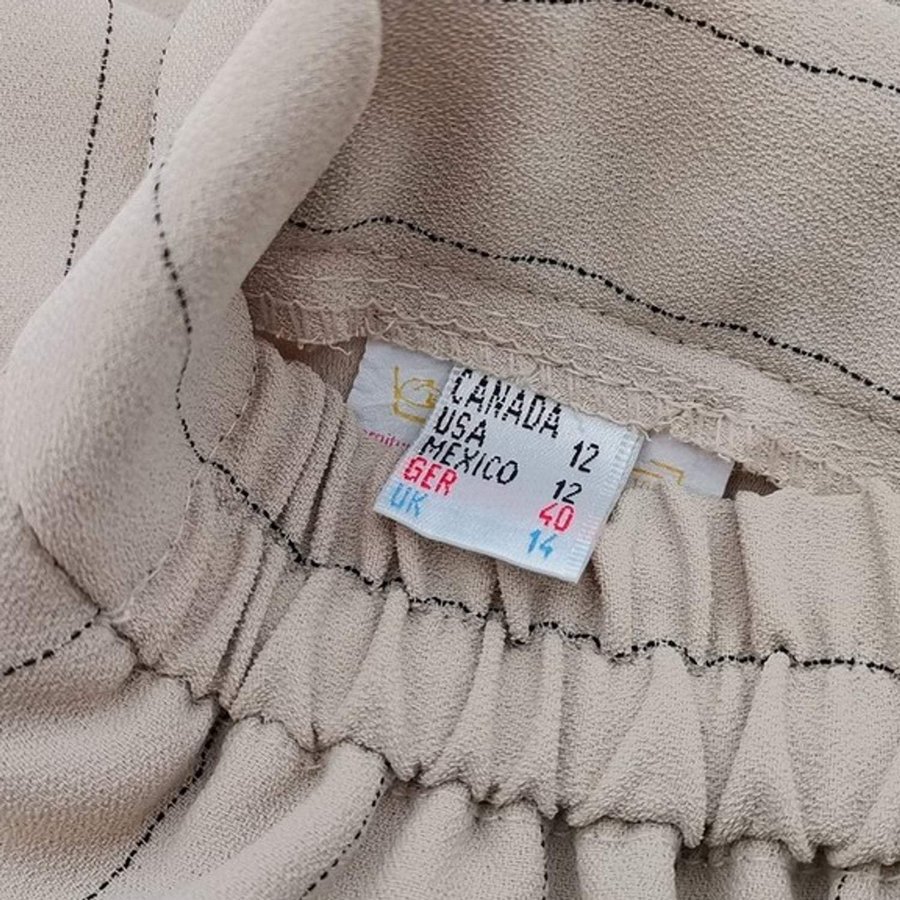 CANADA 12
USA
MEXICO 12
GER 40
UK 14